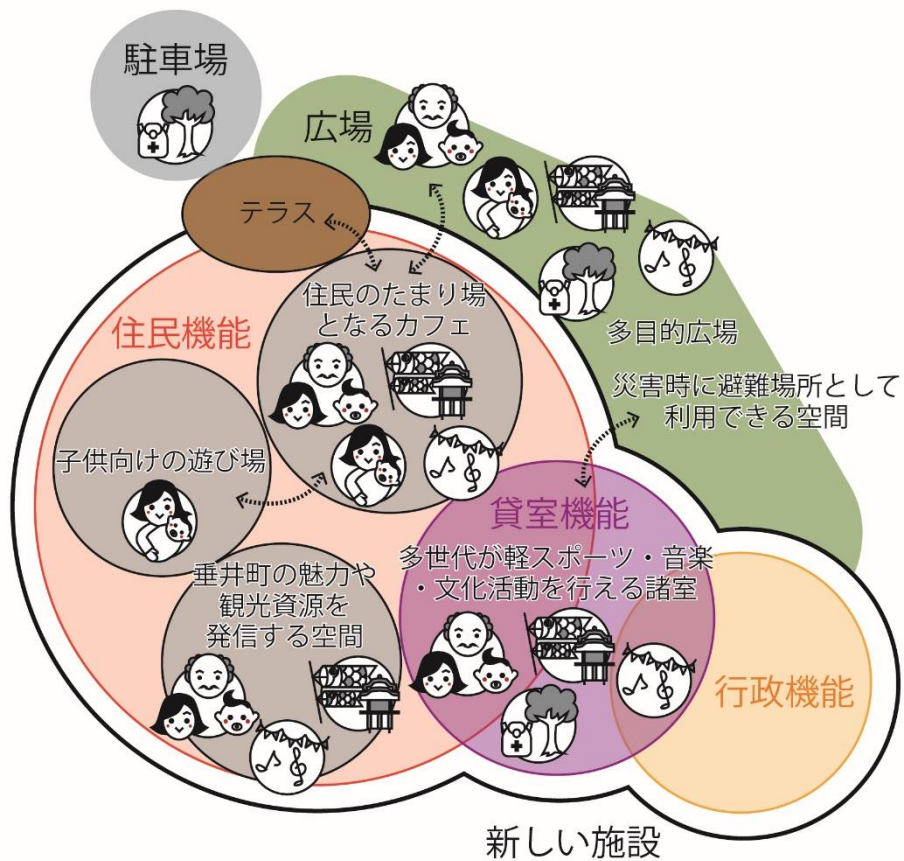 駐車場
広場
テラス
住民のたまり場
となるカフェ
住民機能
多目的広場
災害時に避難場所として
利用できる空間
子供向けの遊び場
貸室機能
多世代が軽スポーツ・音楽
・文化活動を行える諸室
垂井町の魅力や
観光資源を
発信する空間
行政機能
新しい施設